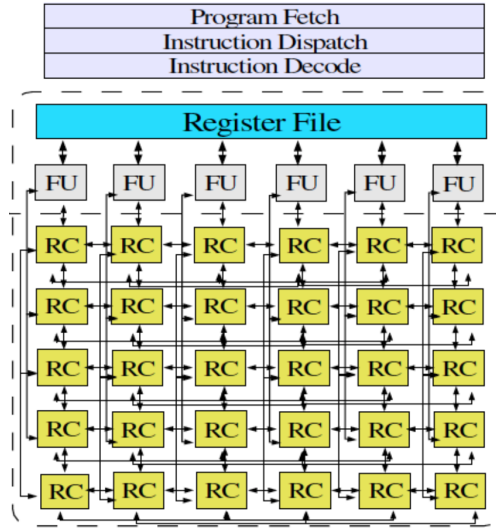 Program Fetch
Instruction Dispatch
Instruction Decode
Register File
FU FU FU FU FU FU
RC RC RC RC RC RC
RC RC RC RC RC RC
RC RC RC RC RC RC
RC RC RC RC RC RC
RC RC RC RC RC RC